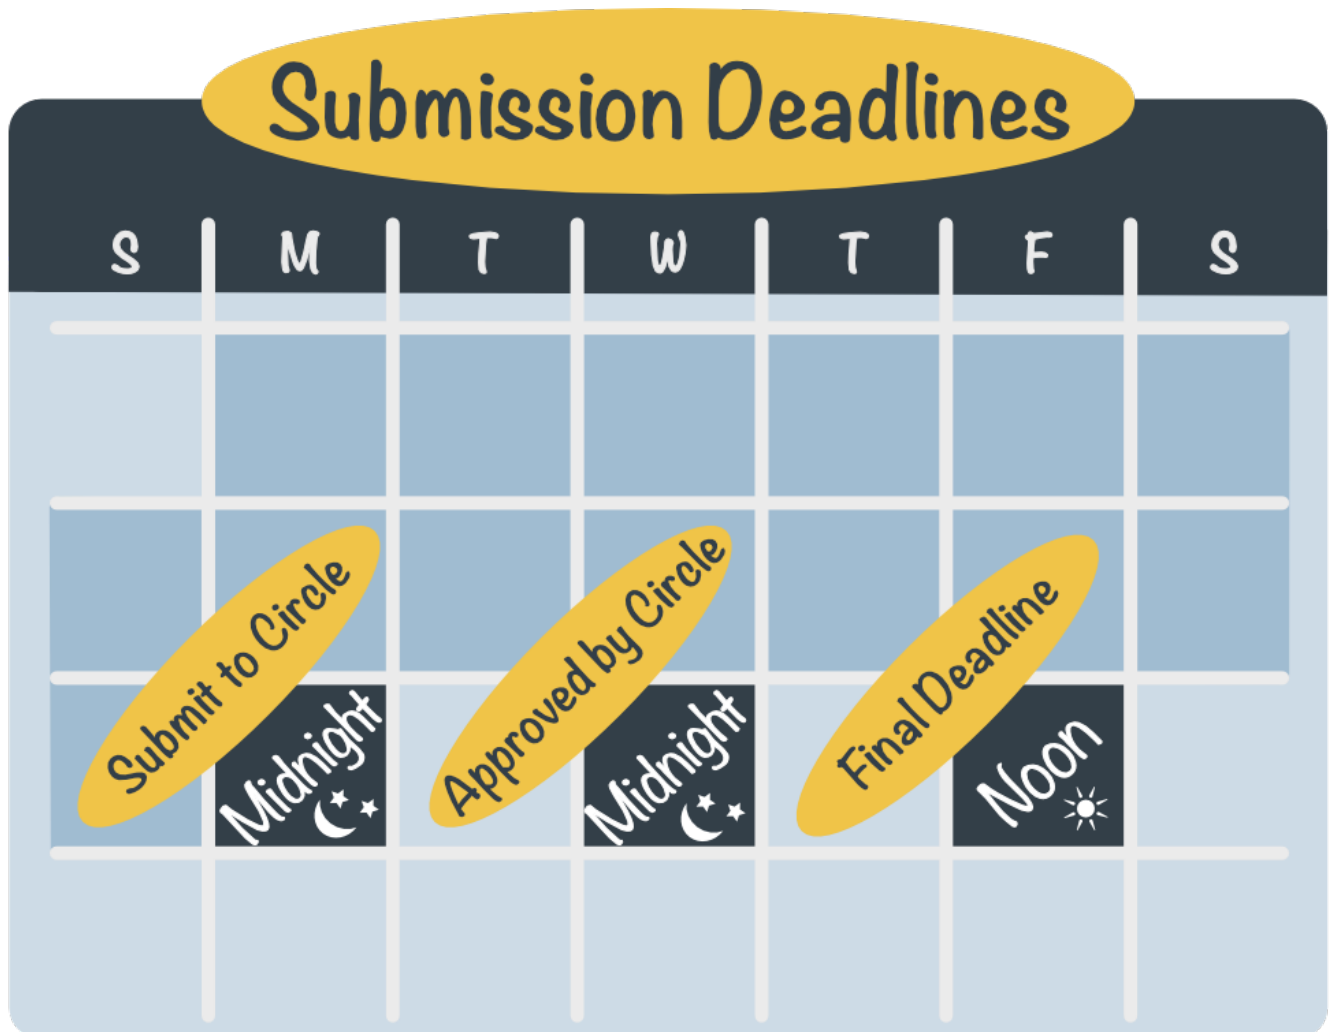 Submission Deadlines
S M T W T F S
Submit to Circle
Midnight
Approved by Circle
Midnight
Final Deadline
Noon